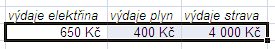 výdaje elektřina výdaje plyn výdaje strava
650 Kč 400 Kč 4 000 Kč